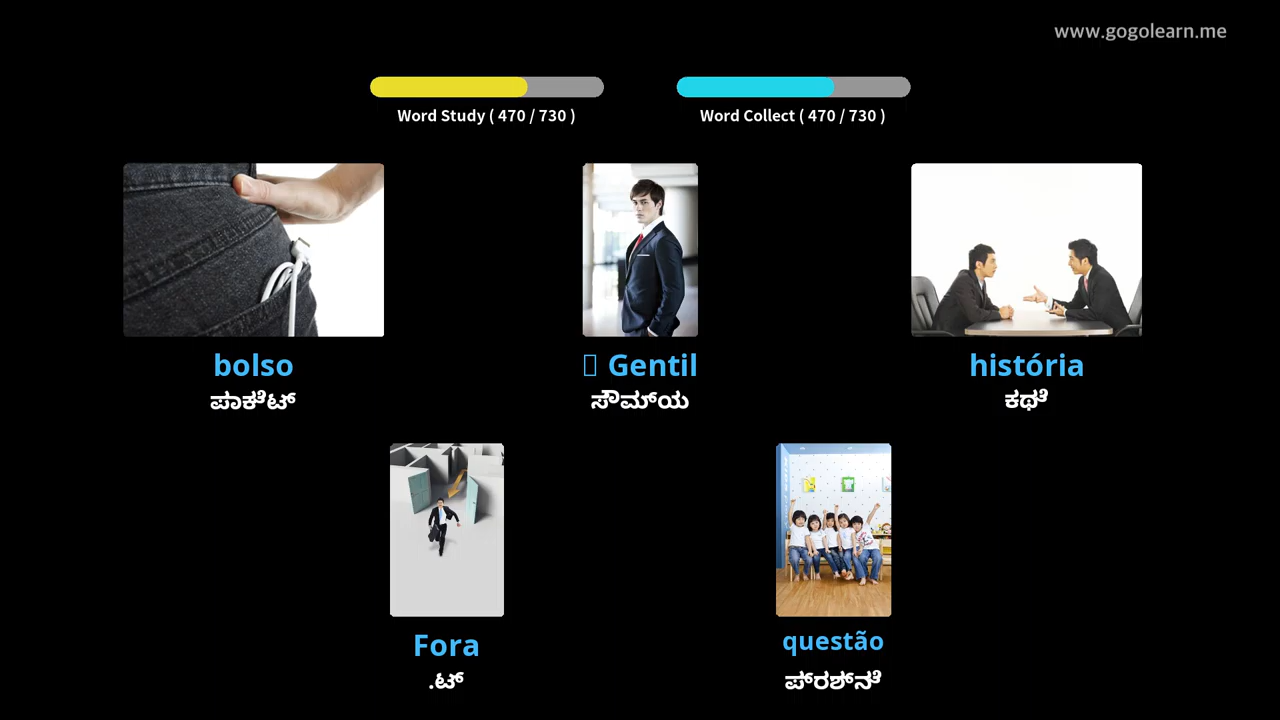 www.gogolearn.me
Word Study ( 470 / 730 )
Word Collect ( 470 / 730 )
bolso
ಪಾಕೆಟ್
Gentil
ಸೌಮ್ಯ
história
ಕಥೆ
Fora
.ಟ್
questão
ಪ್ರಶ್ನೆ